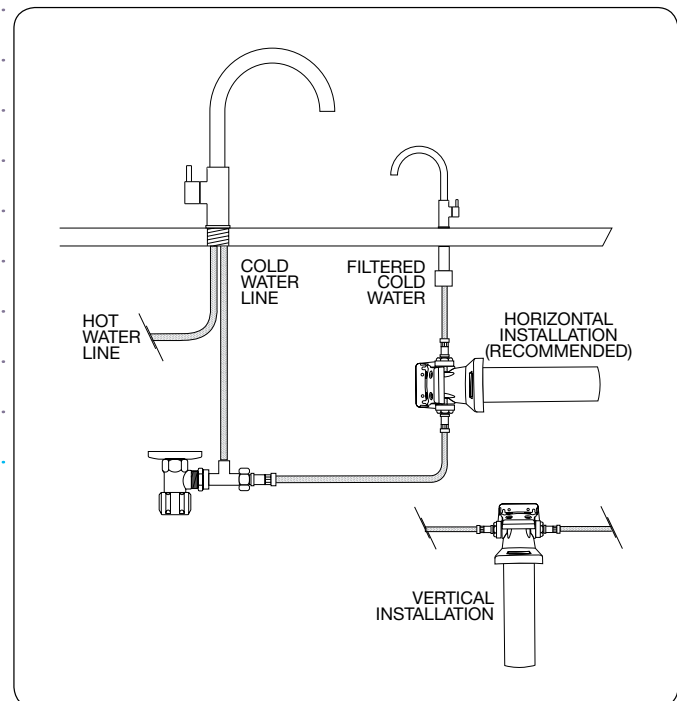 COLD
WATER
LINE
FILTERED
COLD
WATER
HOT
WATER
LINE
HORIZONTAL
INSTALLATION
(RECOMMENDED)
VERTICAL
INSTALLATION